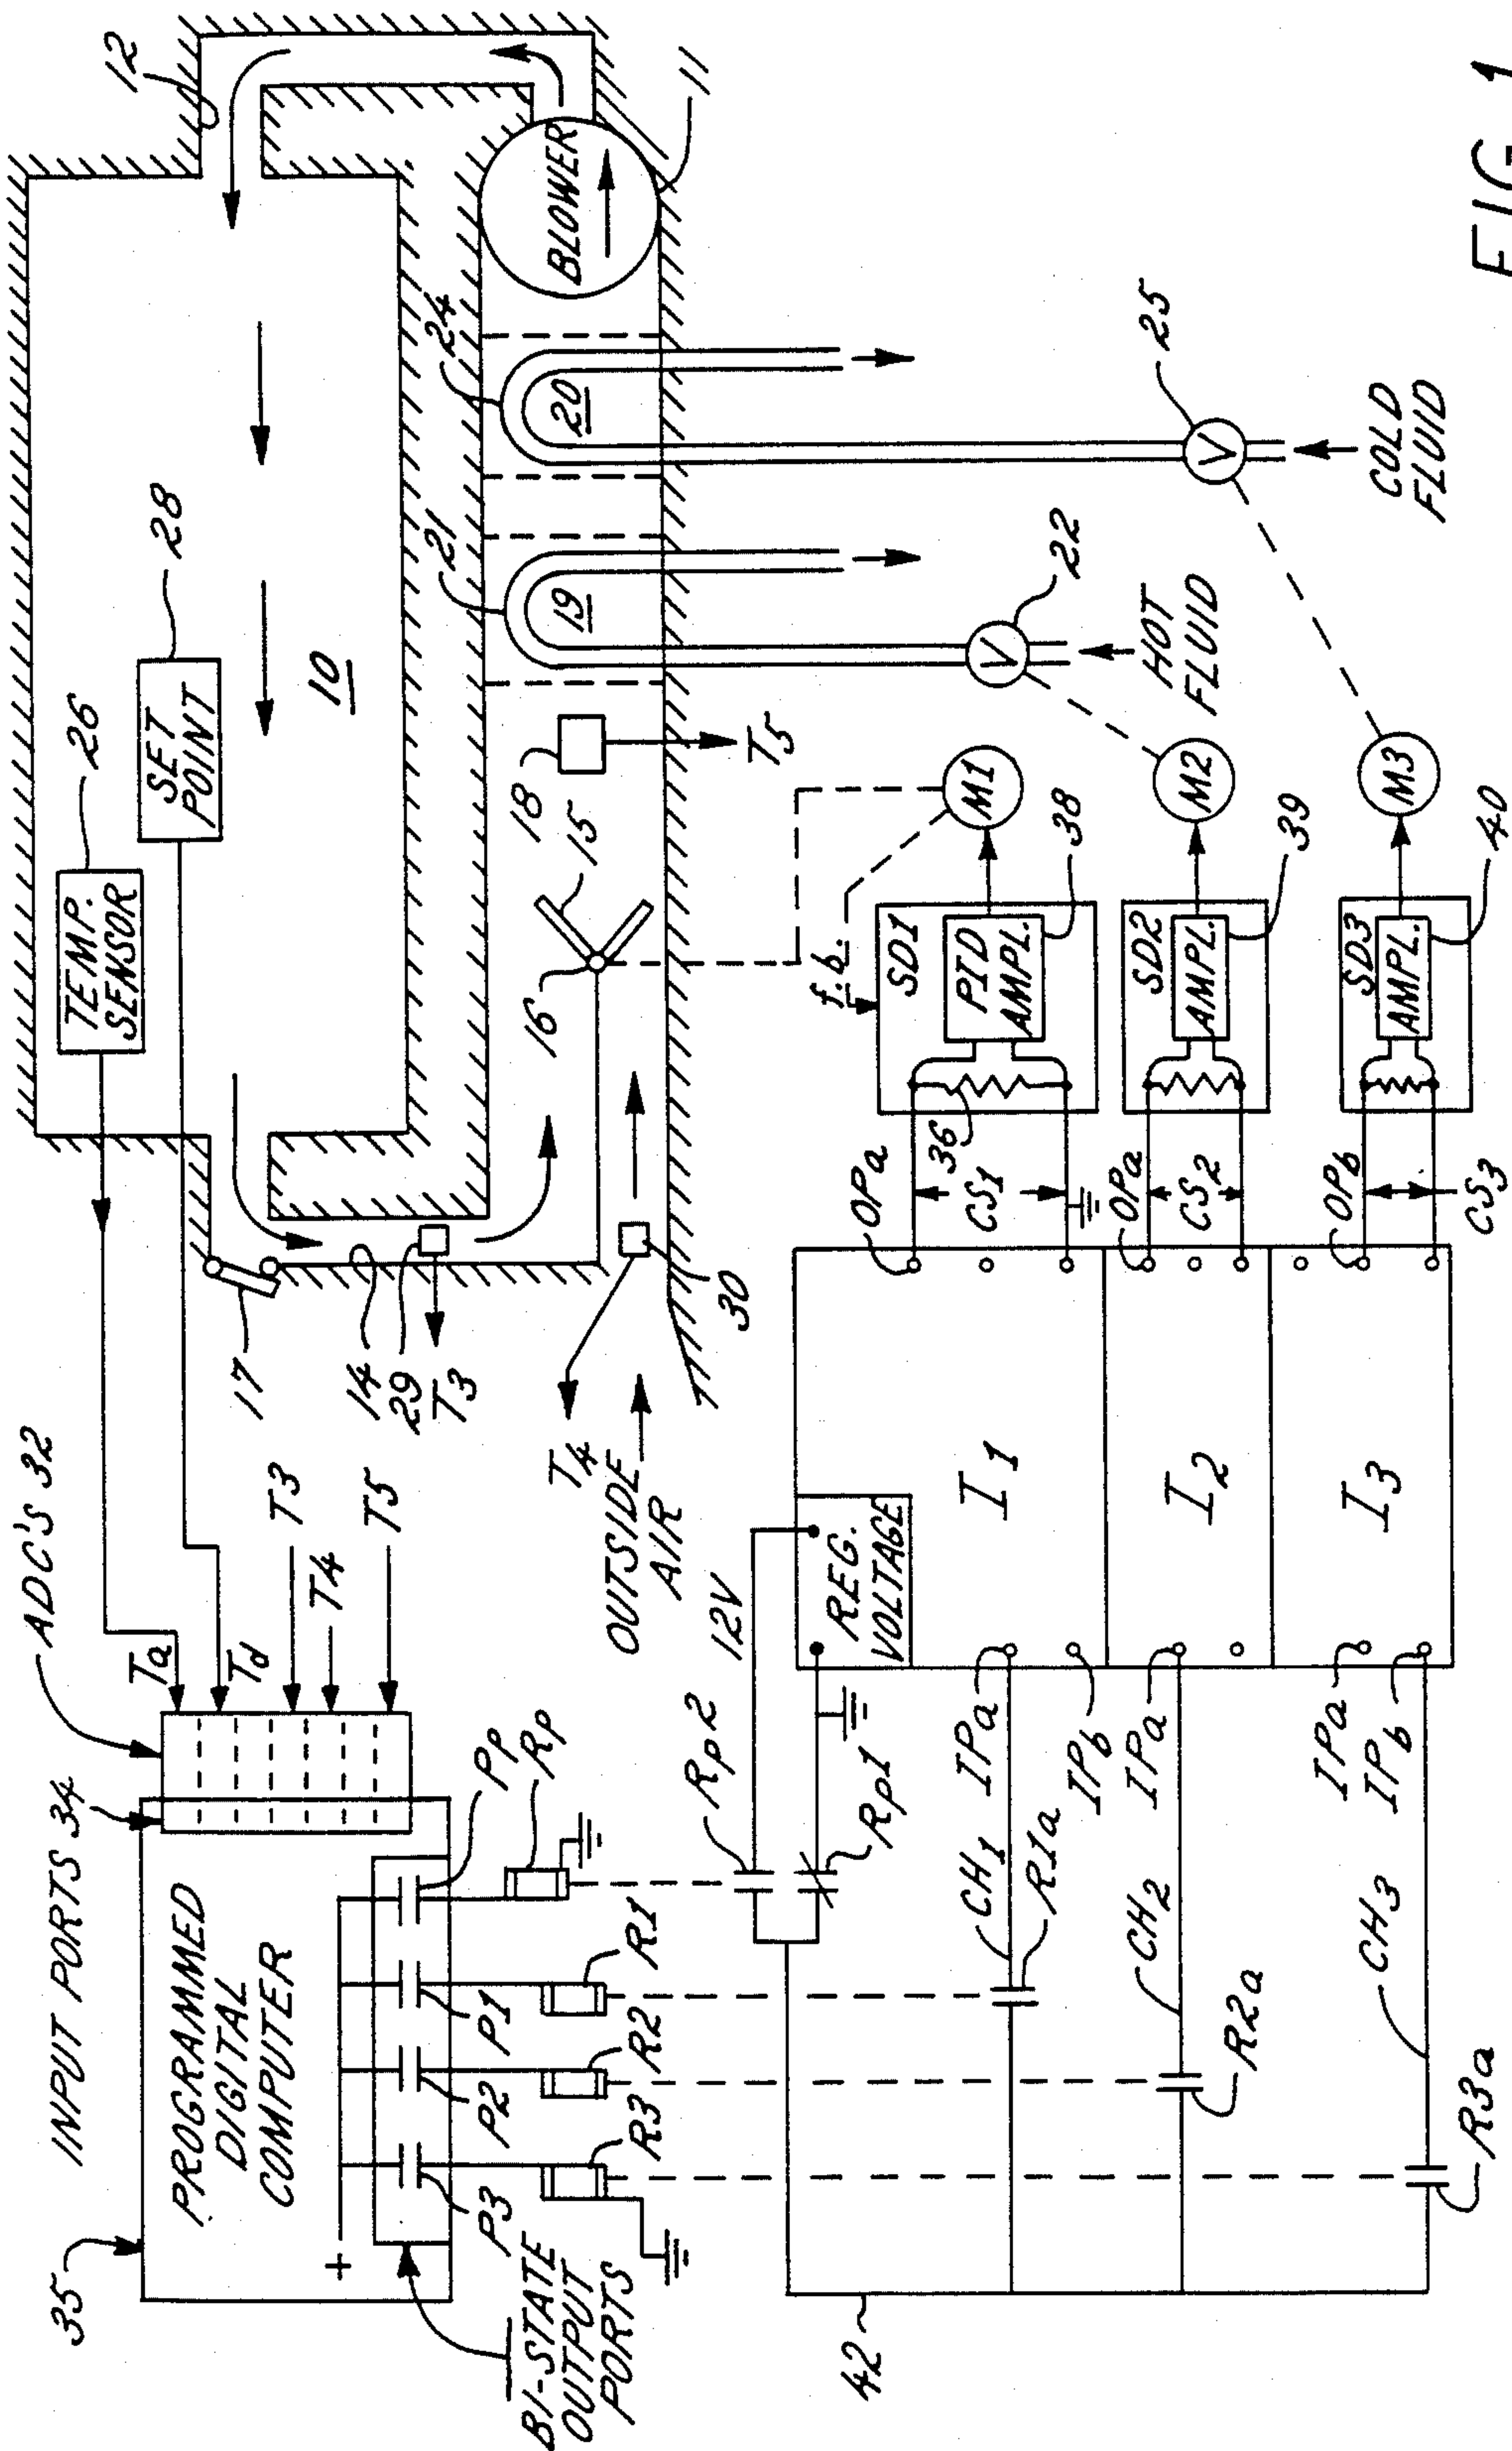 35
INPUT PORTS 34
ADC'S 32
PROGRAMMED
DIGITAL
COMPUTER
+
P3
P2
P1
Pp
Rp
R3
R2
R1
BI-STATE
OUTPUT
PORTS
Ta
Td
T3
T4
T5
TEMP.
SENSOR
26
SET
POINT
28
10
12
17
14
29
T3
T4
OUTSIDE
AIR
30
16
15
18
T5
21
19
24
20
BLOWER
11
22
HOT
FLUID
25
COLD
FLUID
42
Rp2
12V
Rp1
REG.
VOLTAGE
CH1
R1a
IPa
IPb
I1
OPa
36
CS1
f.b.
SD1
PID
AMPL.
38
M1
CH2
R2a
IPa
I2
OPa
CS2
SD2
AMPL.
39
M2
CH3
R3a
IPa
IPb
I3
OPb
CS3
SD3
AMPL.
40
M3
FIG. 1